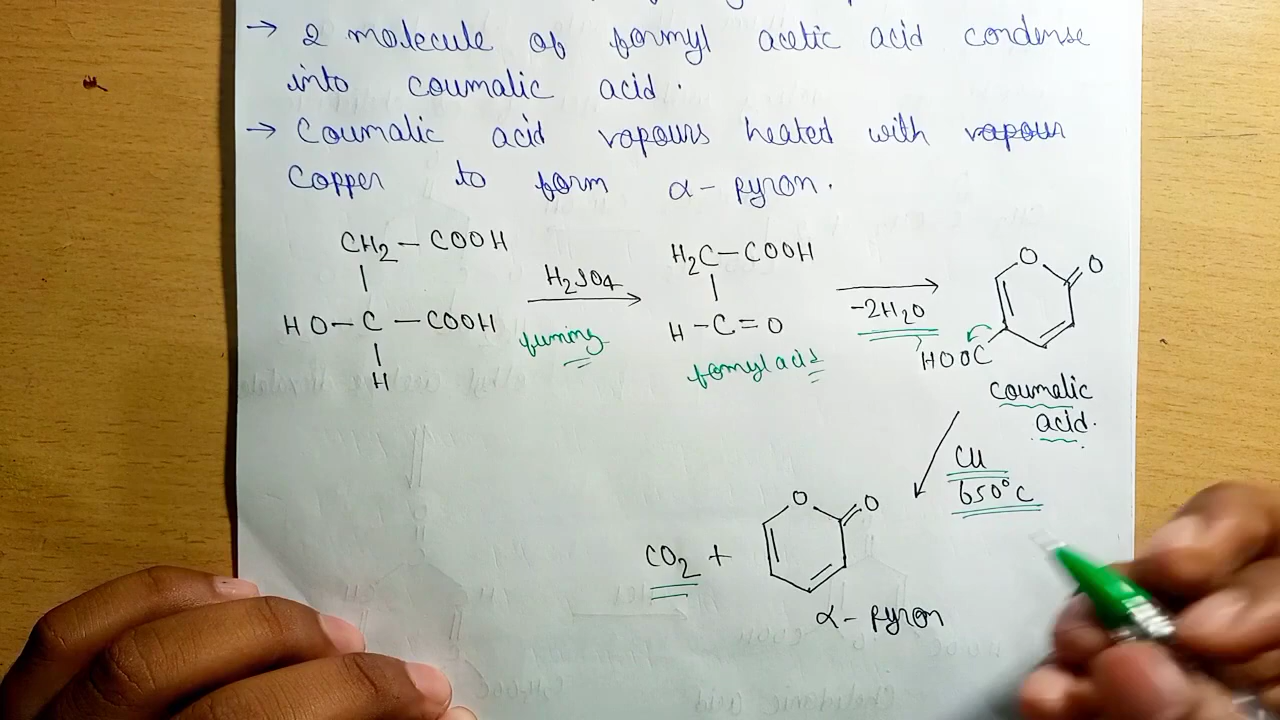 → 2 molecule of formyl acetic acid condense
into coumalic acid.
→ Coumalic acid vapours heated with vapour
Copper to form α- pyron.
CH2 — COOH
HO — C — COOH
H
H2SO4
fuming
H2C — COOH
H - C = O
fomyl acid
-2H2O
O
O
HOOC
Coumalic
acid.
Cu
650°C
CO2 +
O
O
α- pyron